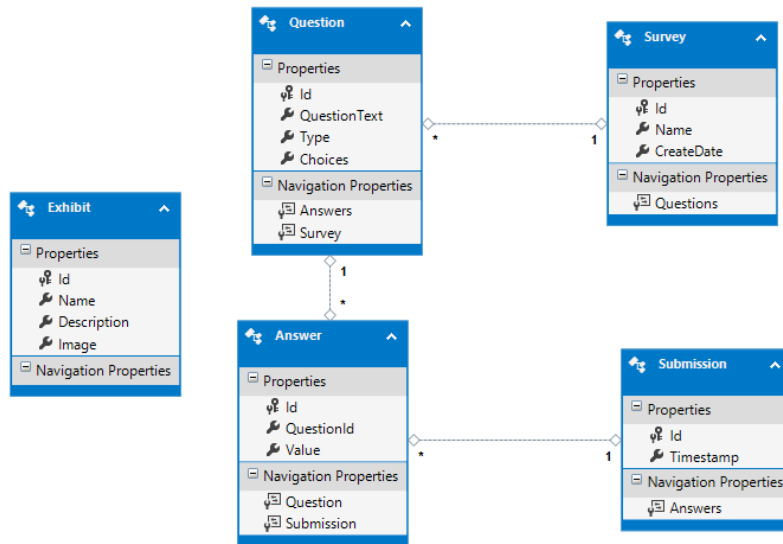 Question
Properties
Id
QuestionText
Type
Choices
Navigation Properties
Answers
Survey
Survey
Properties
Id
Name
CreateDate
Navigation Properties
Questions
*
1
Exhibit
Properties
Id
Name
Description
Image
Navigation Properties
1
*
Answer
Properties
Id
QuestionId
Value
Navigation Properties
Question
Submission
*
1
Submission
Properties
Id
Timestamp
Navigation Properties
Answers